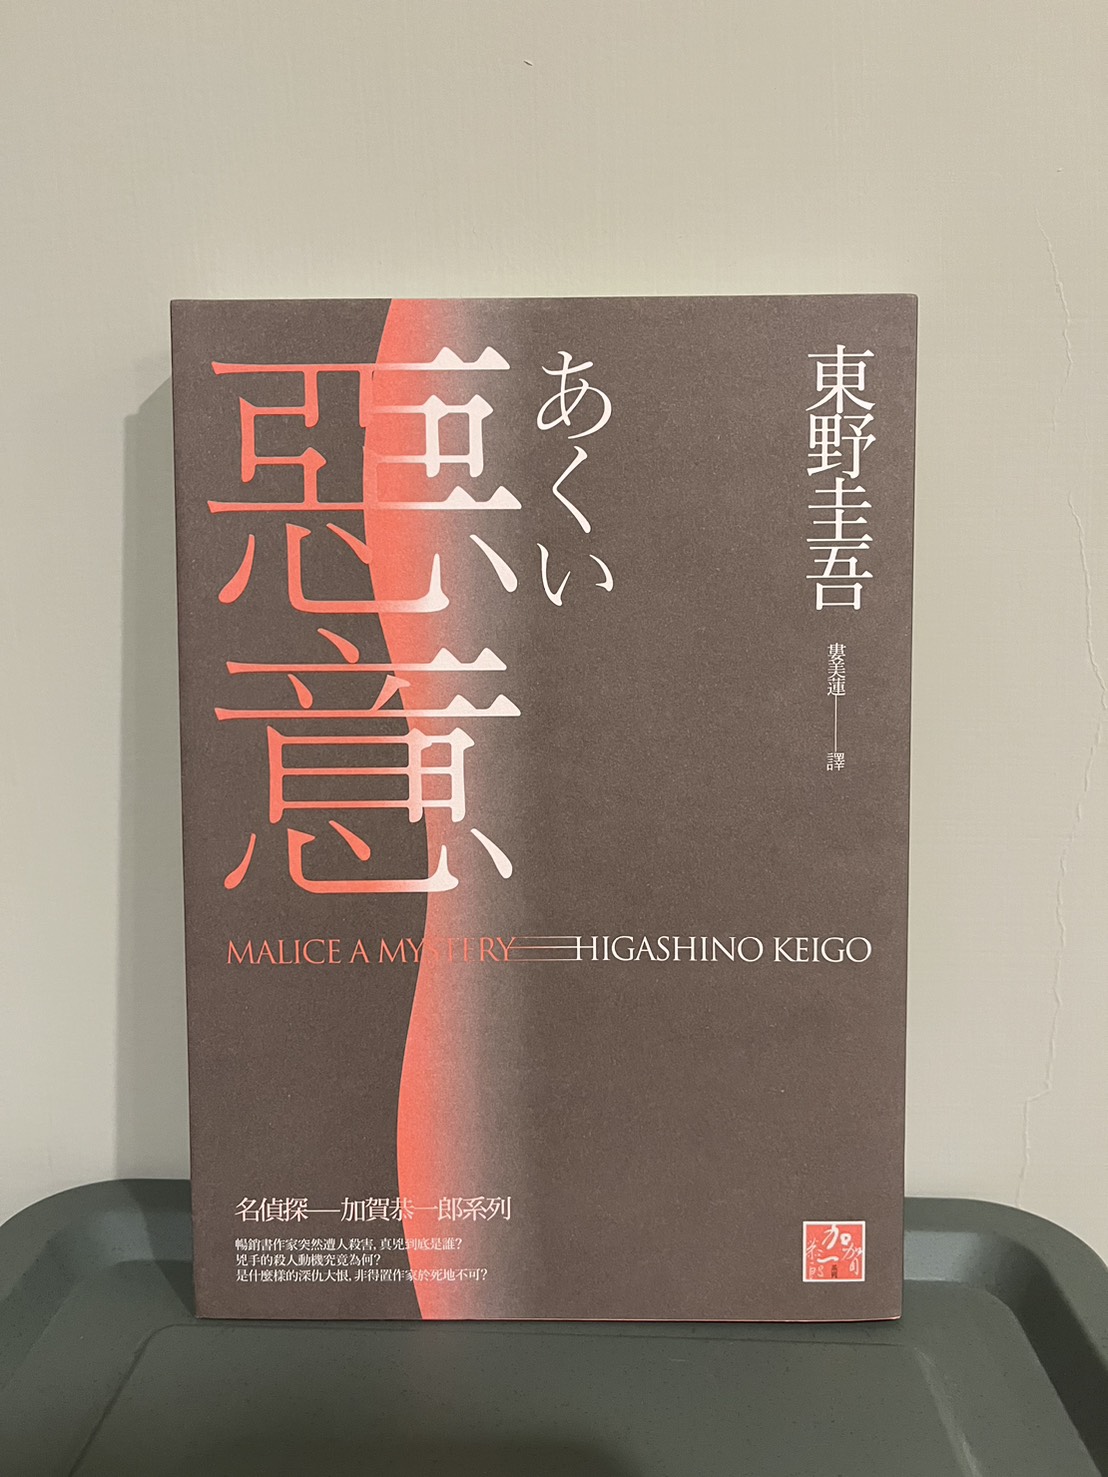 惡意
あくい
東野圭吾
婁美蓮──譯
MALICE A MYSTERY HIGASHINO KEIGO
名偵探──加賀恭一郎系列
暢銷書作家突然遭人殺害, 真兇到底是誰?
兇手的殺人動機究竟為何?
是什麼樣的深仇大恨, 非得置作家於死地不可?